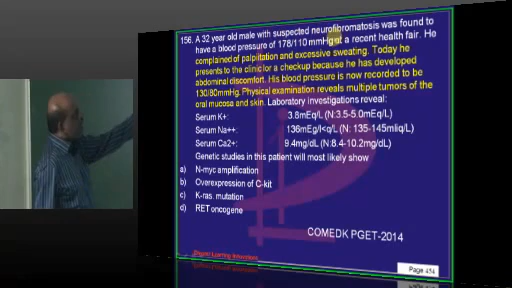 156. A 32 year old male with suspected neurofibromatosis was found to
have a blood pressure of 178/110 mmHg at a recent health fair. He
complained of palpitation and excessive sweating. Today he
presents to the clinic for a checkup because he has developed
abdominal discomfort. His blood pressure is now recorded to be
130/80mmHg. Physical examination reveals multiple tumors of the
oral mucosa and skin. Laboratory investigations reveal:
Serum K+: 3.8mEq/L (N:3.5-5.0mEq/L)
Serum Na++: 136mEg/l<q/L (N: 135-145mliq/L)
Serum Ca2+: 9.4mg/dL (N:8.4-10.2mg/dL)
Genetic studies in this patient will most likely show
a) N-myc amplification
b) Overexpression of C-kit
c) K-ras. mutation
d) RET oncogene
COMEDK PGET-2014
Page 454